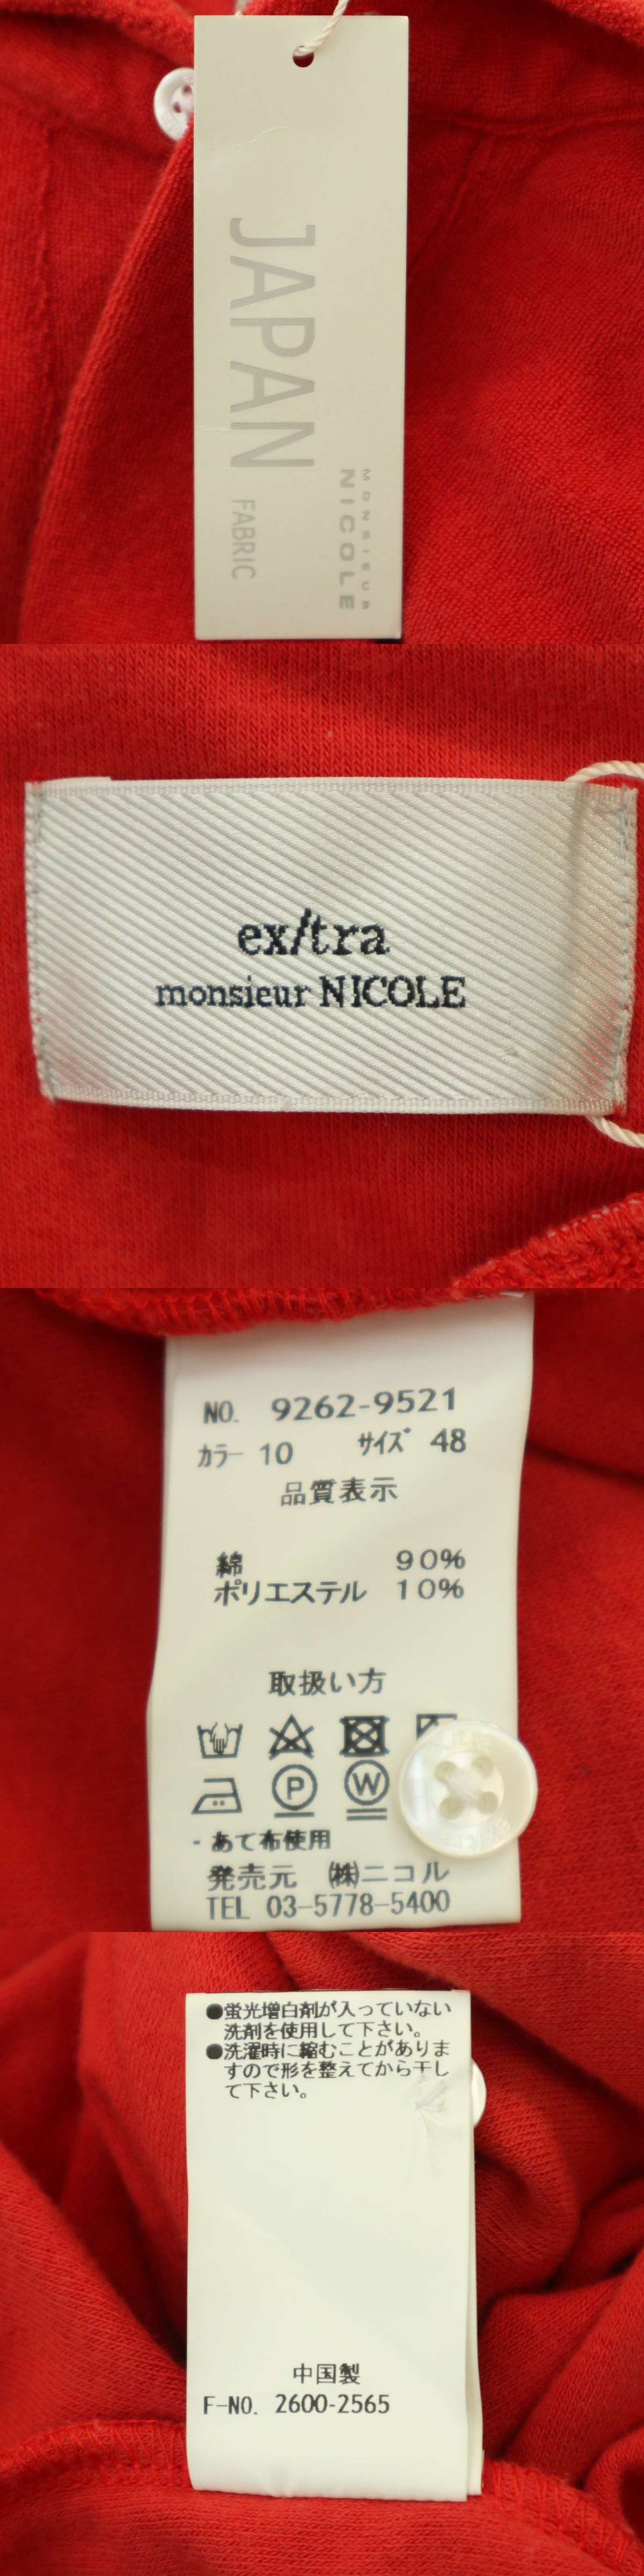 JAPAN FABRIC
MONSIEUR
NICOLE
ex/tra
monsieur NICOLE
NO. 9262-9521
カラー 10 サイズ 48
品質表示
綿 90%
ポリエステル 10%
取扱い方
P W
・あて布使用
発売元 ㈱ニコル
TEL 03-5778-5400
●蛍光増白剤が入っていない
洗剤を使用して下さい。
●洗濯時に縮むことがありま
すので形を整えてから干し
て下さい。
中国製
F-NO. 2600-2565